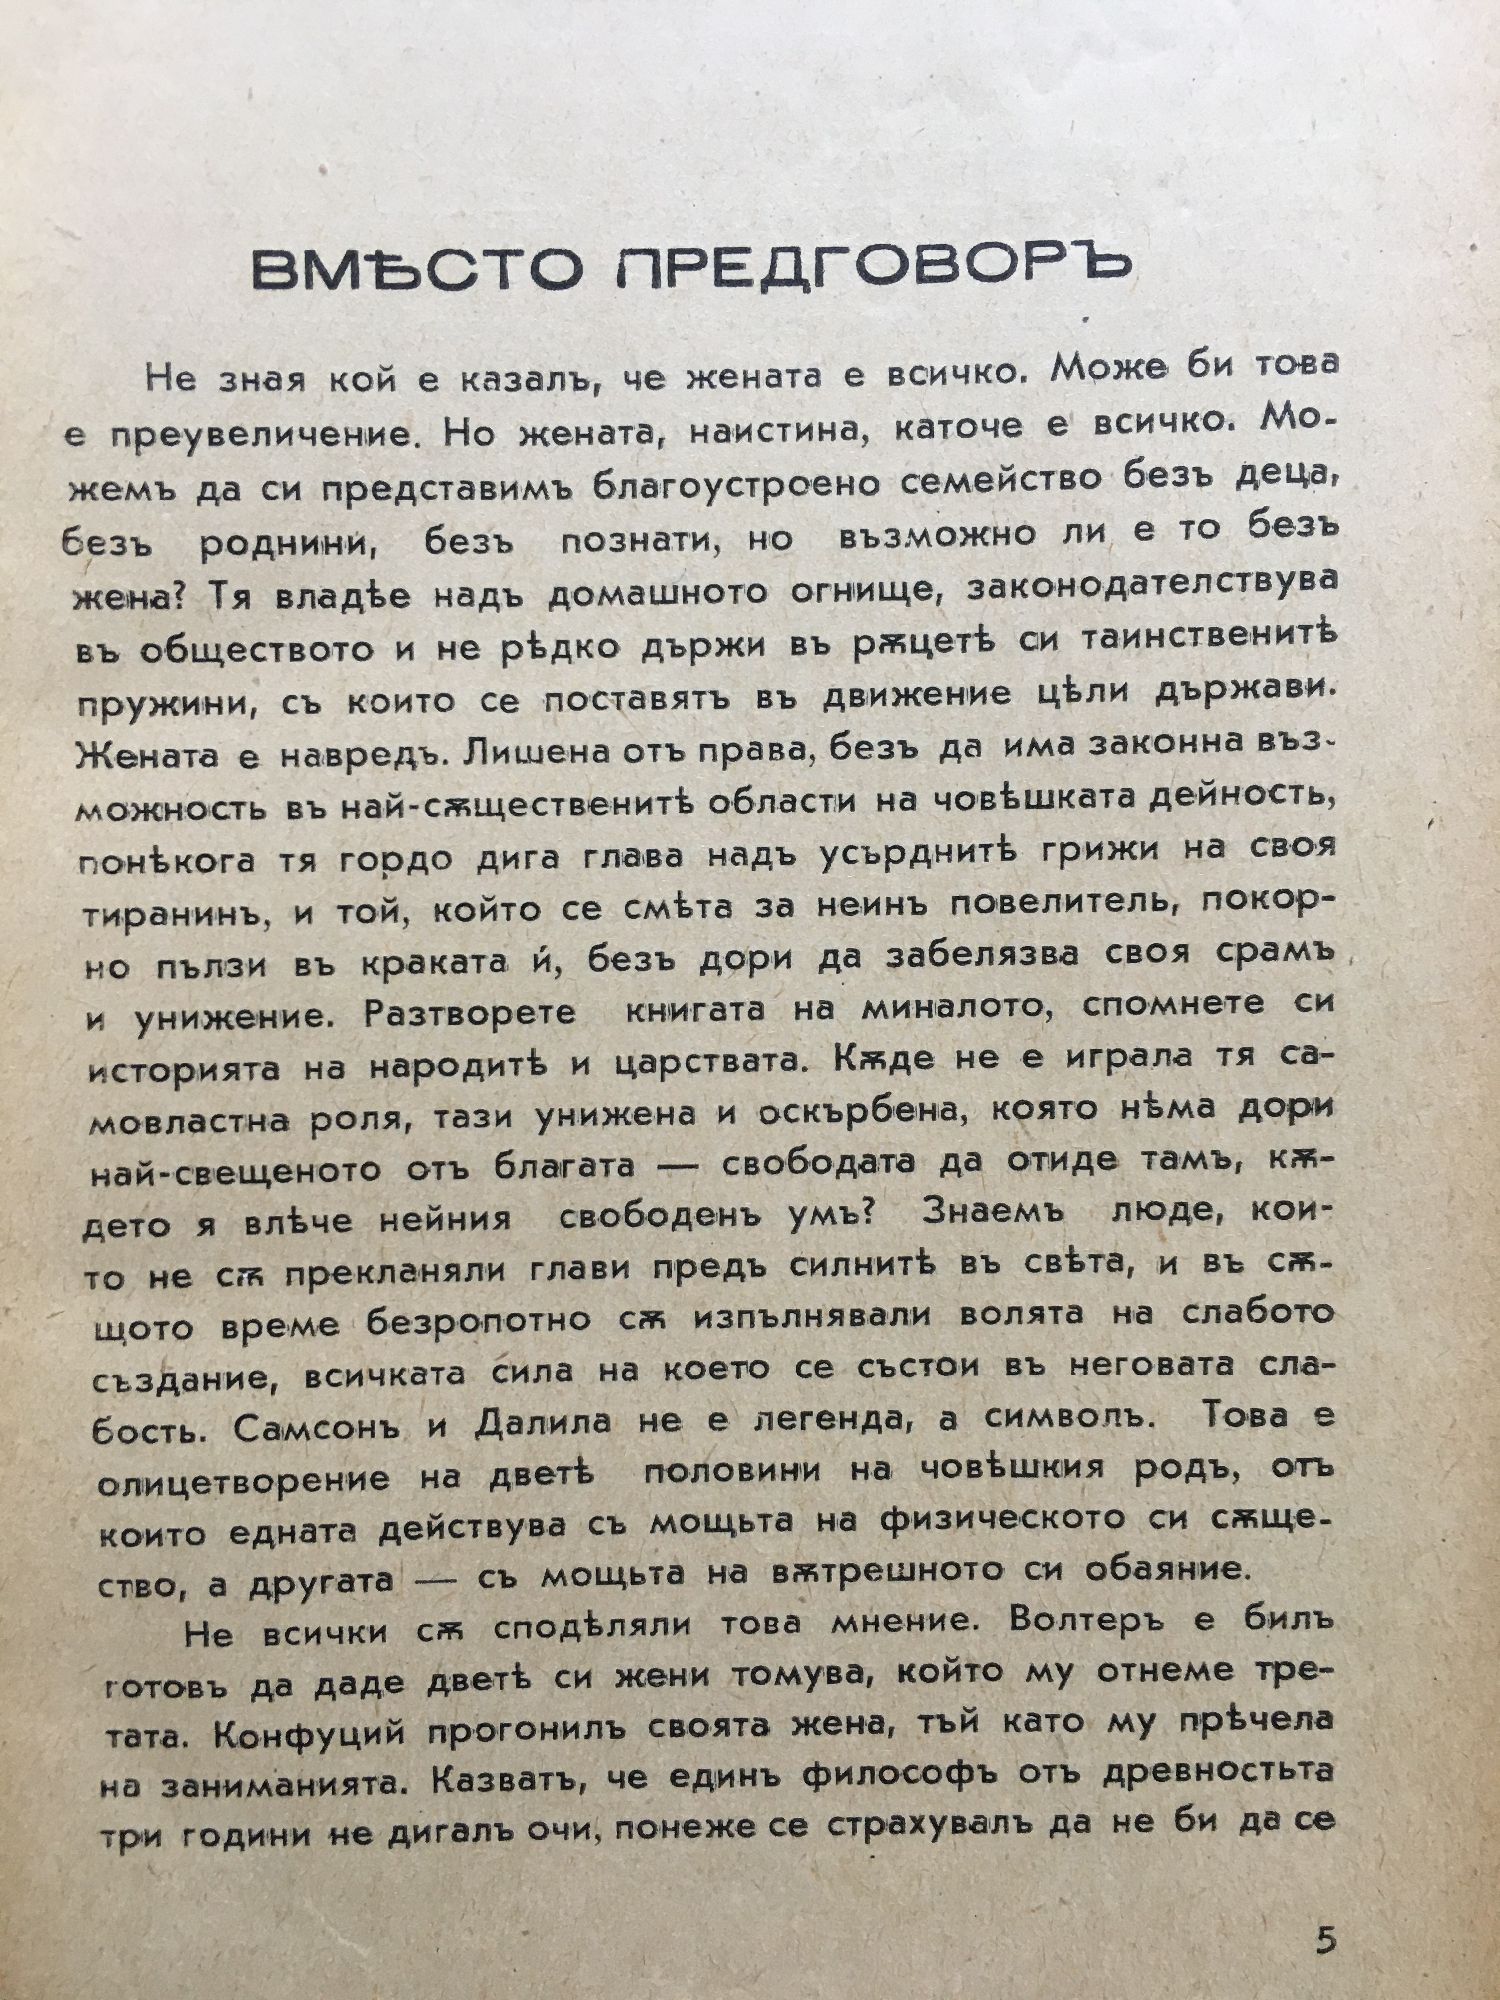 ВМѢСТО ПРЕДГОВОРЪ
Не зная кой е казалъ, че жената е всичко. Може би това
е преувеличение. Но жената, наистина, каточе е всичко. Мо-
жемъ да си представимъ благоустроено семейство безъ деца,
безъ роднини, безъ познати, но възможно ли е то безъ
жена? Тя владѣе надъ домашното огнище, законодателствува
въ обществото и не рѣдко държи въ рѫцетѣ си таинственитѣ
пружини, съ които се поставятъ въ движение цѣли държави.
Жената е навредъ. Лишена отъ права, безъ да има законна въз-
можность въ най-сѫщественитѣ области на човѣшката дейность,
понѣкога тя гордо дига глава надъ усърднитѣ грижи на своя
тиранинъ, и той, който се смѣта за неинъ повелитель, покор-
но пълзи въ краката ѝ, безъ дори да забелязва своя срамъ
и унижение. Разтворете книгата на миналото, спомнете си
историята на народитѣ и царствата. Кѫде не е играла тя са-
мовластна роля, тази унижена и оскърбена, която нѣма дори
най-свещеното отъ благата — свободата да отиде тамъ, кѫ-
дето я влѣче нейния свободенъ умъ? Знаемъ люде, кои-
то не сѫ прекланяли глави предъ силнитѣ въ свѣта, и въ сѫ-
щото време безропотно сѫ изпълнявали волята на слабото
създание, всичката сила на което се състои въ неговата сла-
бость. Самсонъ и Далила не е легенда, а символъ. Това е
олицетворение на дветѣ половини на човѣшкия родъ, отъ
които едната действува съ мощьта на физическото си сѫще-
ство, а другата — съ мощьта на вѫтрешното си обаяние.
Не всички сѫ сподѣляли това мнение. Волтеръ е билъ
готовъ да даде дветѣ си жени томува, който му отнеме тре-
тата. Конфуций прогонилъ своята жена, тъй като му прѣчела
на заниманията. Казватъ, че единъ философъ отъ древностьта
три години не дигалъ очи, понеже се страхувалъ да не би да се
5